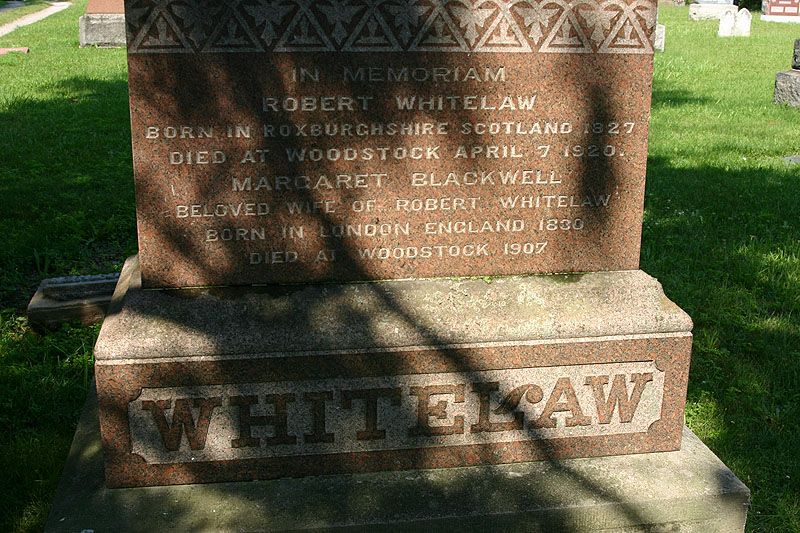 IN MEMORIAM
ROBERT WHITELAW
BORN IN ROXBURGHSHIRE SCOTLAND 1827
DIED AT WOODSTOCK APRIL 7 1920.
MARGARET BLACKWELL
BELOVED WIFE OF ROBERT WHITELAW
BORN IN LONDON ENGLAND 1830
DIED AT WOODSTOCK 1907
WHITELAW